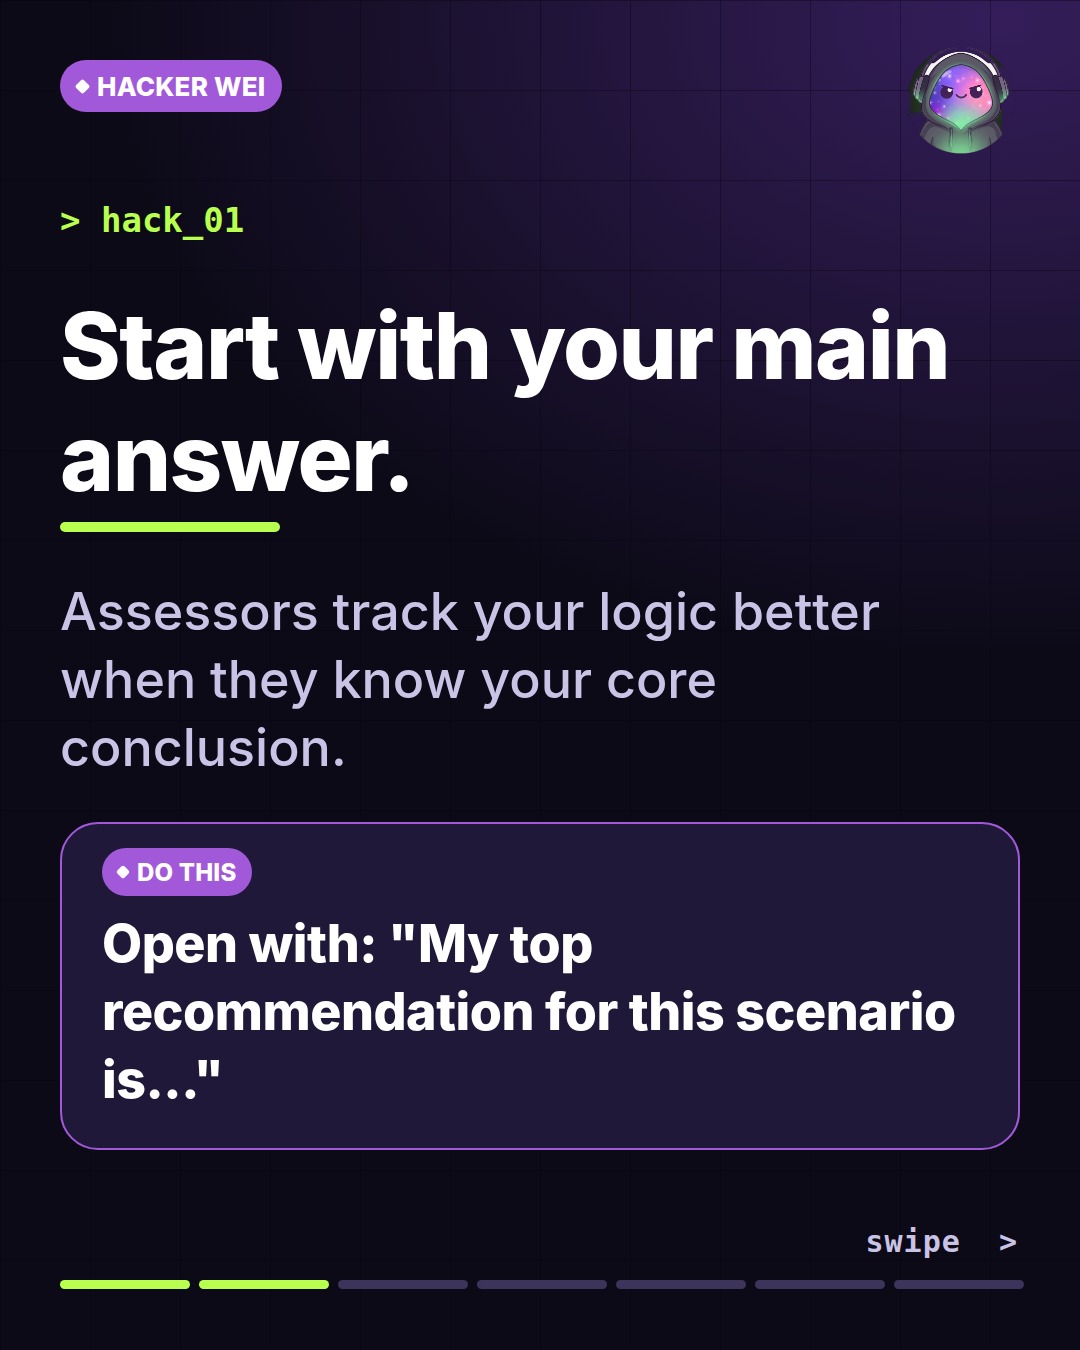 HACKER WEI
> hack_01
Start with your main
answer.
Assessors track your logic better
when they know your core
conclusion.
DO THIS
Open with: "My top
recommendation for this scenario
is..."
swipe >